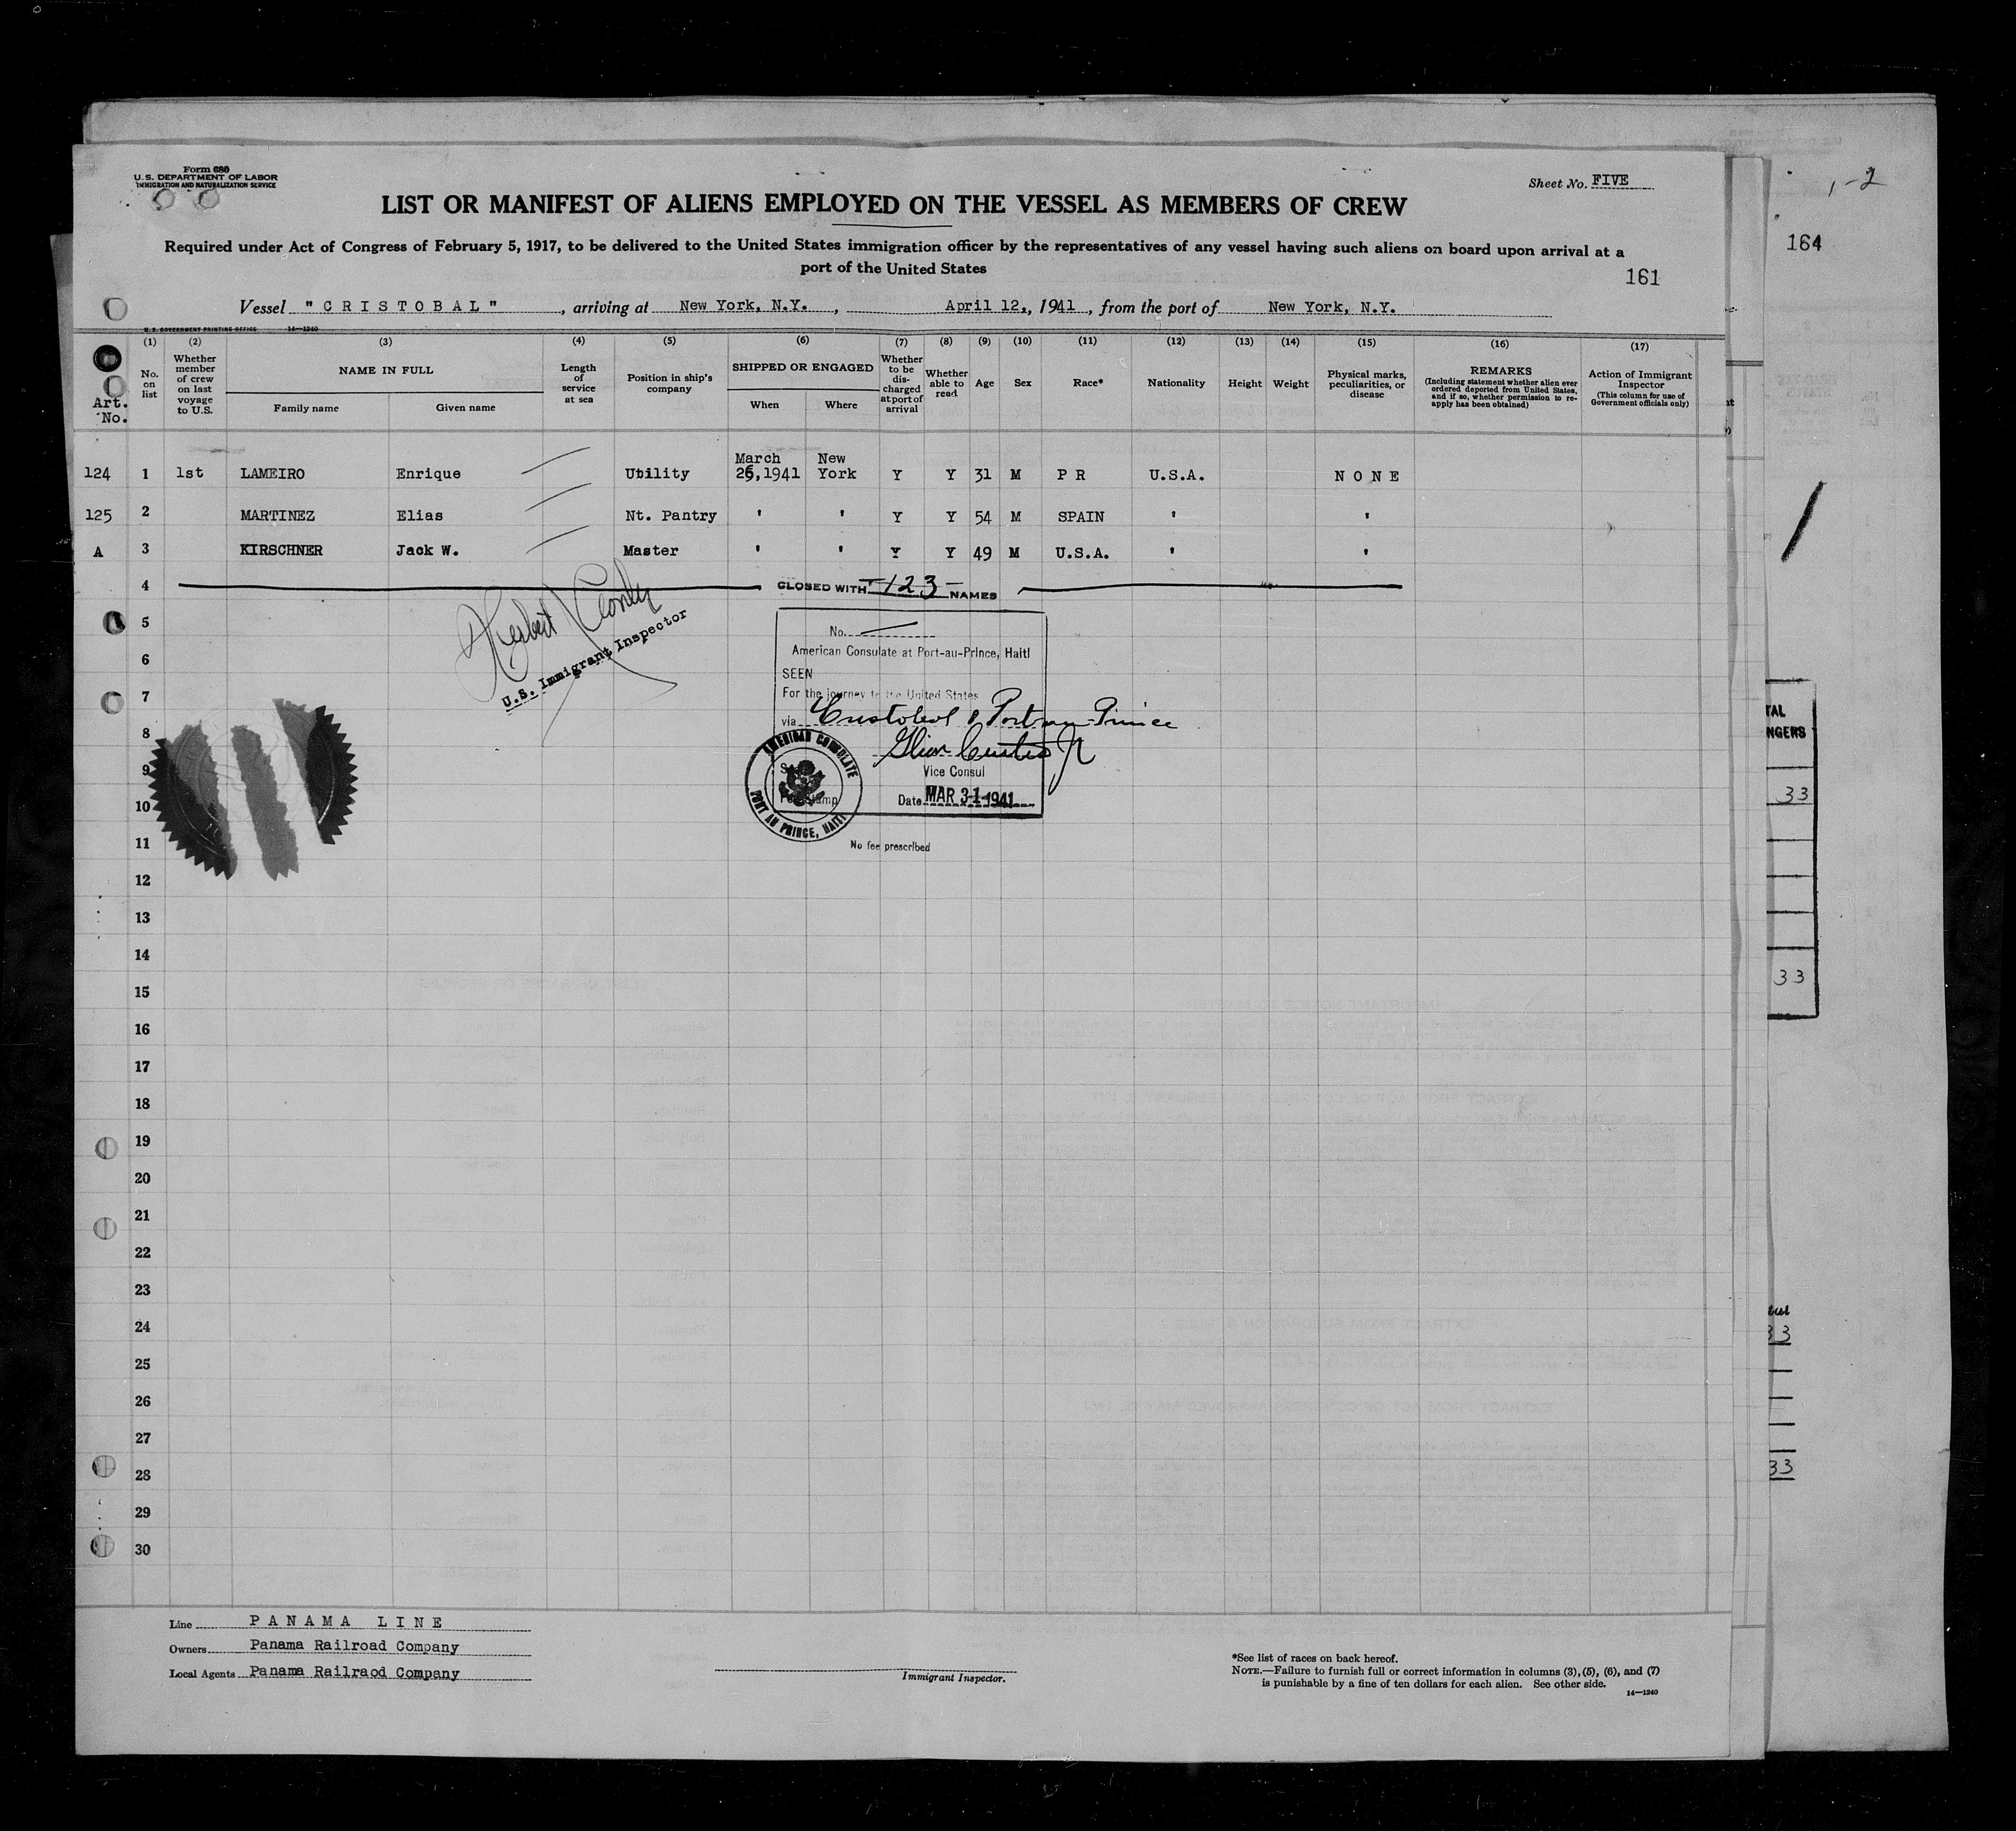 Form 680
U.S. DEPARTMENT OF LABOR
IMMIGRATION AND NATURALIZATION SERVICE
Sheet No. FIVE
1-2
164
LIST OR MANIFEST OF ALIENS EMPLOYED ON THE VESSEL AS MEMBERS OF CREW
Required under Act of Congress of February 5, 1917, to be delivered to the United States immigration officer by the representatives of any vessel having such aliens on board upon arrival at a
port of the United States
161
Vessel "CRISTOBAL", arriving at New York, N.Y., April 12, 1941, from the port of New York, N.Y.
U.S. GOVERNMENT PRINTING OFFICE 14—1240
(1) (2) (3) (4) (5) (6) (7) (8) (9) (10) (11) (12) (13) (14) (15) (16) (17)
Art. No.
No. on list
Whether member of crew on last voyage to U.S.
NAME IN FULL
Family name
Given name
Length of service at sea
Position in ship's company
SHIPPED OR ENGAGED
When
Where
Whether to be discharged at port of arrival
Whether able to read
Age
Sex
Race*
Nationality
Height
Weight
Physical marks, peculiarities, or disease
REMARKS
(Including statement whether alien ever ordered deported from United States, and if so, whether permission to reapply has been obtained)
Action of Immigrant Inspector
(This column for use of Government officials only)
124 1 1st LAMEIRO Enrique Utility March 26, 1941 New York Y Y 31 M P R U.S.A. NONE
125 2 MARTINEZ Elias Nt. Pantry ' ' Y Y 54 M SPAIN ' '
A 3 KIRSCHNER Jack W. Master ' ' Y Y 49 M U.S.A. ' '
4 CLOSED WITH -123- NAMES
5
6
7
8
9
10
11
12
13
14
15
16
17
18
19
20
21
22
23
24
25
26
27
28
29
30
U.S. Immigrant Inspector
No.
American Consulate at Port-au-Prince, Haiti
SEEN
For the journey to the United States
via Cristobal & Port-au-Prince
Vice Consul
Date MAR 31 1941
AMERICAN CONSULATE
PORT AU PRINCE, HAITI
No fee prescribed
33
33
33
33
Line PANAMA LINE
Owners Panama Railroad Company
Local Agents Panama Railraod Company
Immigrant Inspector.
*See list of races on back hereof.
NOTE.—Failure to furnish full or correct information in columns (3), (5), (6), and (7)
is punishable by a fine of ten dollars for each alien. See other side.
14—1240